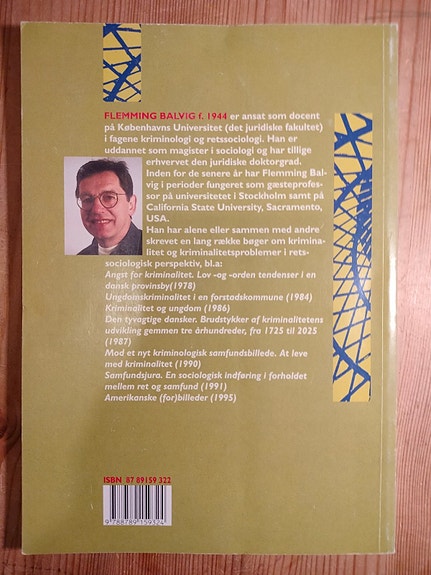 FLEMMING BALVIG f. 1944 er ansat som docent
på Københavns Universitet (det juridiske fakultet)
i fagene kriminologi og retssociologi. Han er
uddannet som magister i sociologi og har tillige
erhvervet den juridiske doktorgrad.
Inden for de senere år har Flemming Bal-
vig i perioder fungeret som gæsteprofes-
sor på universitetet i Stockholm samt på
California State University, Sacramento,
USA.
Han har alene eller sammen med andre
skrevet en lang række bøger om krimina-
litet og kriminalitetsproblemer i rets-
sociologisk perspektiv, bl.a:
Angst for kriminalitet. Lov -og -orden tendenser i en
dansk provinsby(1978)
Ungdomskriminalitet i en forstadskommune (1984)
Kriminalitet og ungdom (1986)
Den tyvagtige dansker. Brudstykker af kriminalitetens
udvikling gemmen tre århundreder, fra 1725 til 2025
(1987)
Mod et nyt kriminologisk samfundsbillede. At leve
med kriminalitet (1990)
Samfundsjura. En sociologisk indføring i forholdet
mellem ret og samfund (1991)
Amerikanske (for)billeder (1995)
ISBN 87 89159 322
9 788789 159324